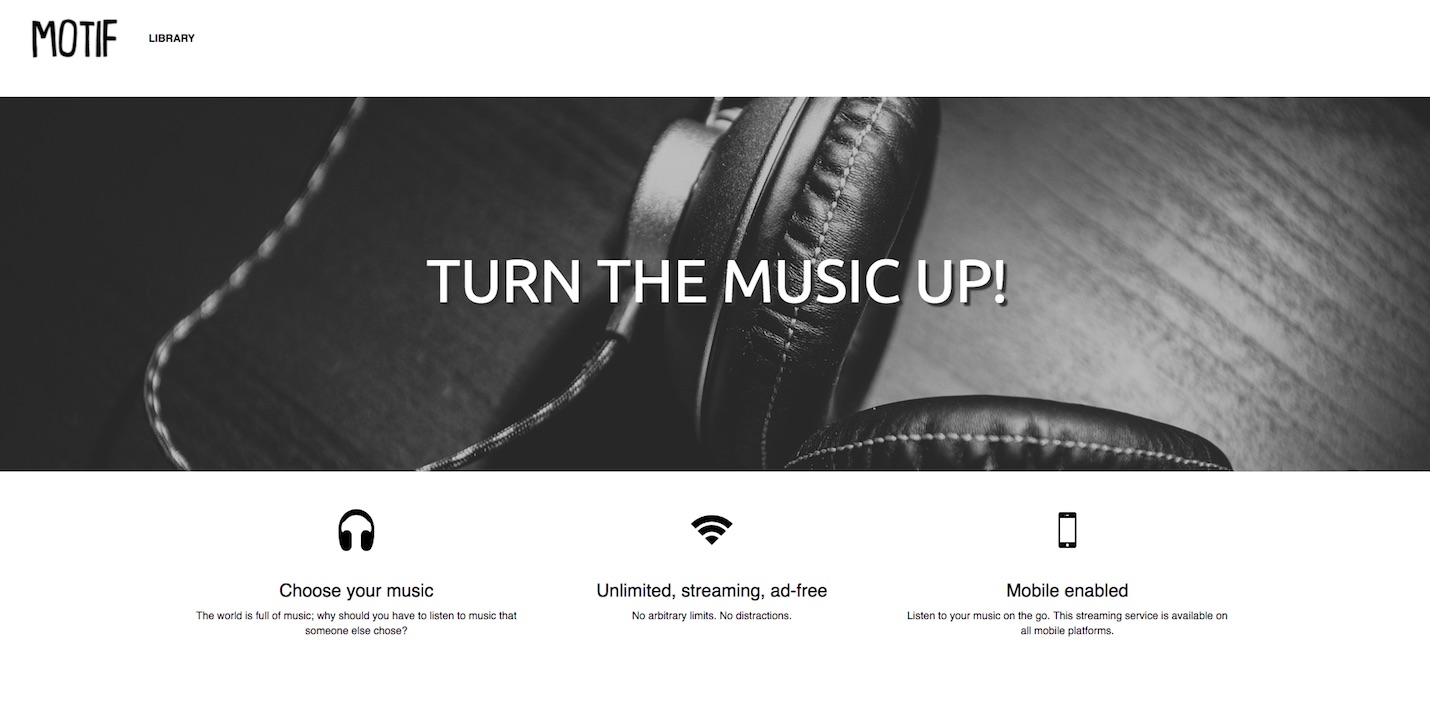 MOTIF
LIBRARY
TURN THE MUSIC UP!
Choose your music
The world is full of music; why should you have to listen to music that
someone else chose?
Unlimited, streaming, ad-free
No arbitrary limits. No distractions.
Mobile enabled
Listen to your music on the go. This streaming service is available on
all mobile platforms.